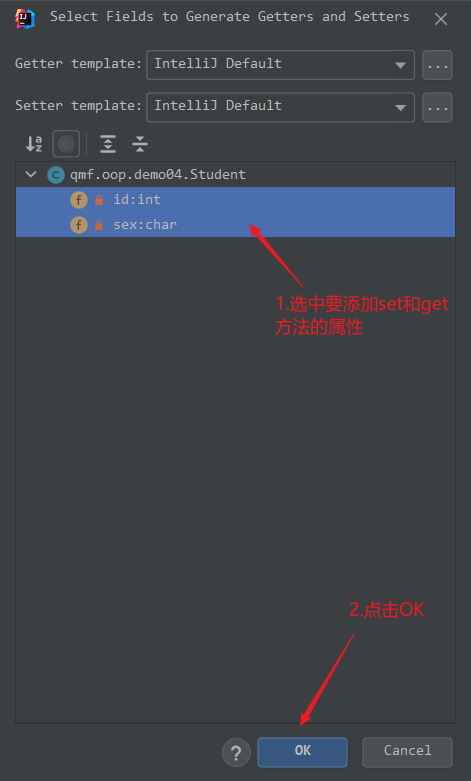 Select Fields to Generate Getters and Setters
Getter template: IntelliJ Default ...
Setter template: IntelliJ Default ...
qmf.oop.demo04.Student
id:int
sex:char
1.选中要添加set和get
方法的属性
2.点击OK
? OK Cancel